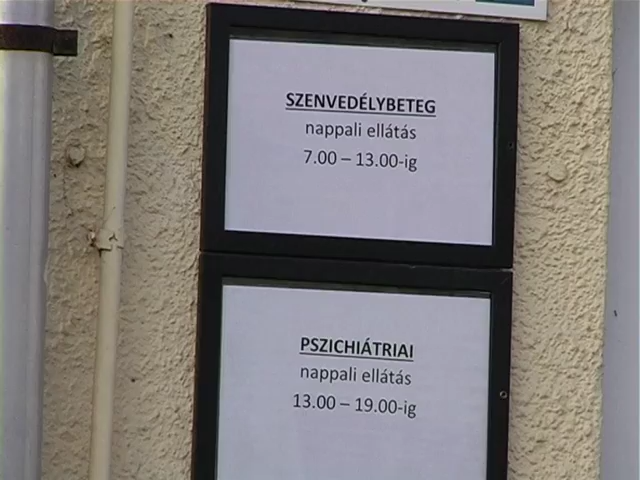 SZENVEDÉLYBETEG
nappali ellátás
7.00 – 13.00-ig
PSZICHIÁTRIAI
nappali ellátás
13.00 – 19.00-ig